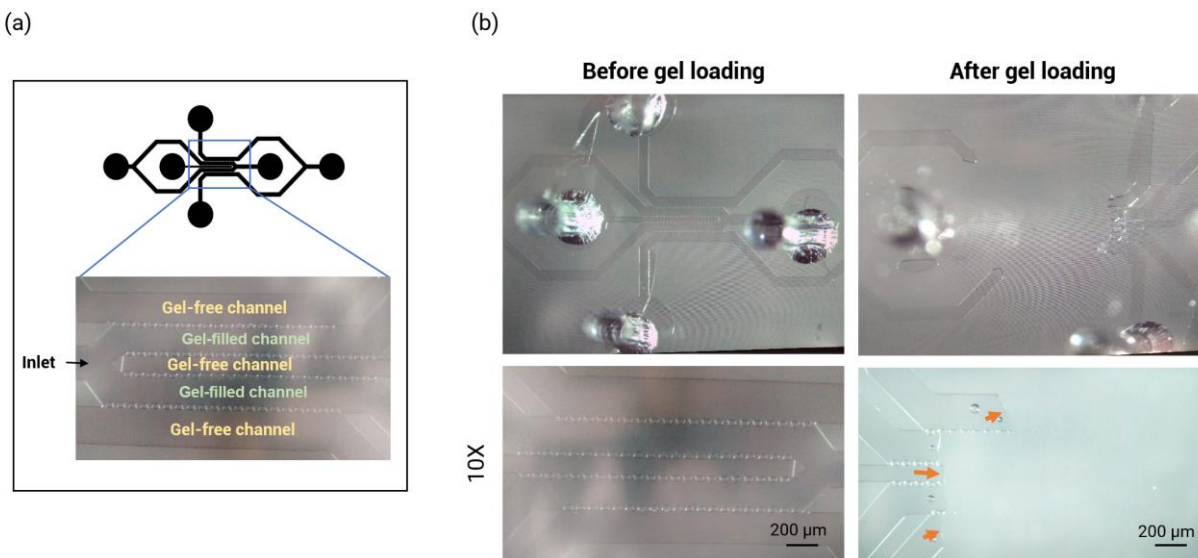 (a)
Gel-free channel
Gel-filled channel
Inlet
Gel-free channel
Gel-filled channel
Gel-free channel
(b)
Before gel loading
After gel loading
10X
200 µm
200 µm